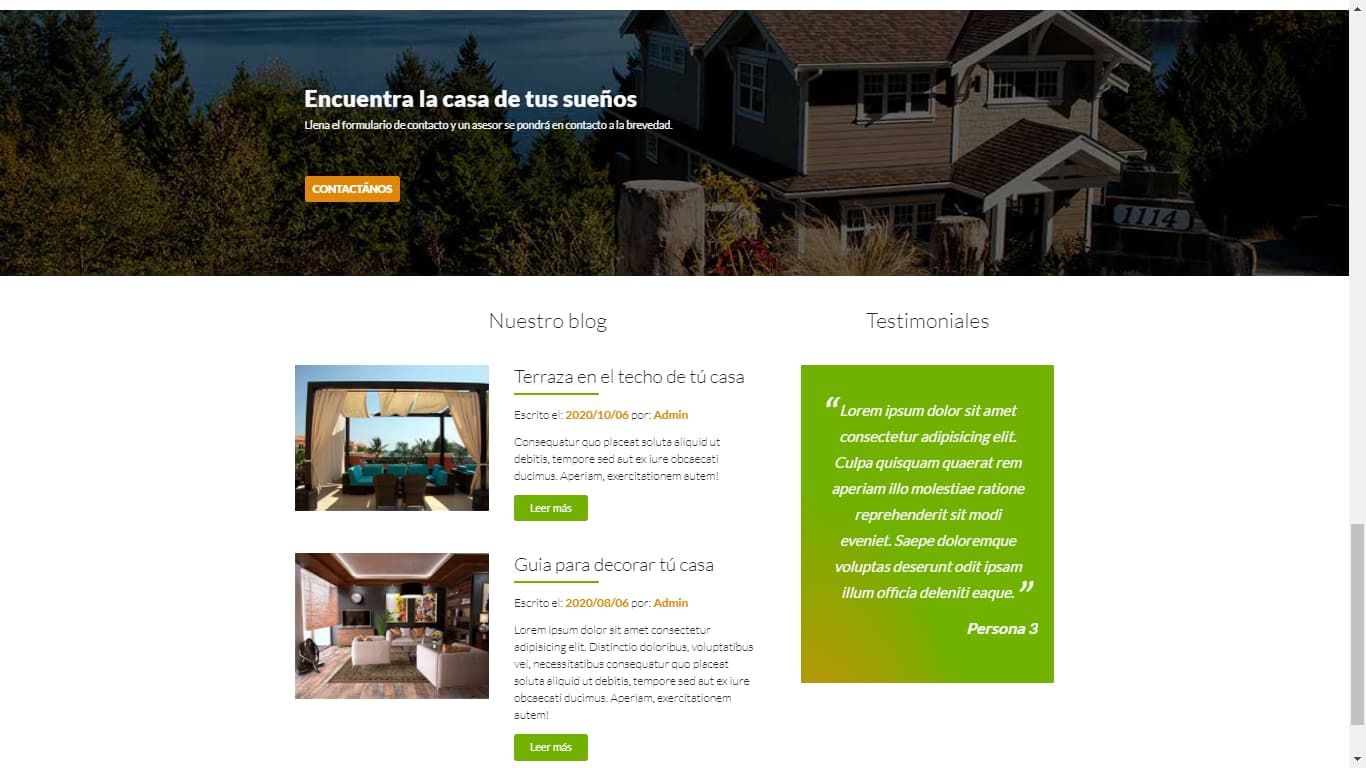 Encuentra la casa de tus sueños
Llena el formulario de contacto y un asesor se pondrá en contacto a la brevedad.
CONTACTÁNOS
1114
Nuestro blog
Terraza en el techo de tú casa
Escrito el: 2020/10/06 por: Admin
Consequatur quo placeat soluta aliquid ut
debitis, tempore sed aut ex iure obcaecati
ducimus. Aperiam, exercitationem autem!
Leer más
Guia para decorar tú casa
Escrito el: 2020/08/06 por: Admin
Lorem ipsum dolor sit amet consectetur
adipisicing elit. Distinctio doloribus, voluptatibus
vel, necessitatibus consequatur quo placeat
soluta aliquid ut debitis, tempore sed aut ex iure
obcaecati ducimus. Aperiam, exercitationem
autem!
Leer más
Testimoniales
“ Lorem ipsum dolor sit amet
consectetur adipisicing elit.
Culpa quisquam quaerat rem
aperiam illo molestiae ratione
reprehenderit sit modi
eveniet. Saepe doloremque
voluptas deserunt odit ipsam
illum officia deleniti eaque. ”
Persona 3